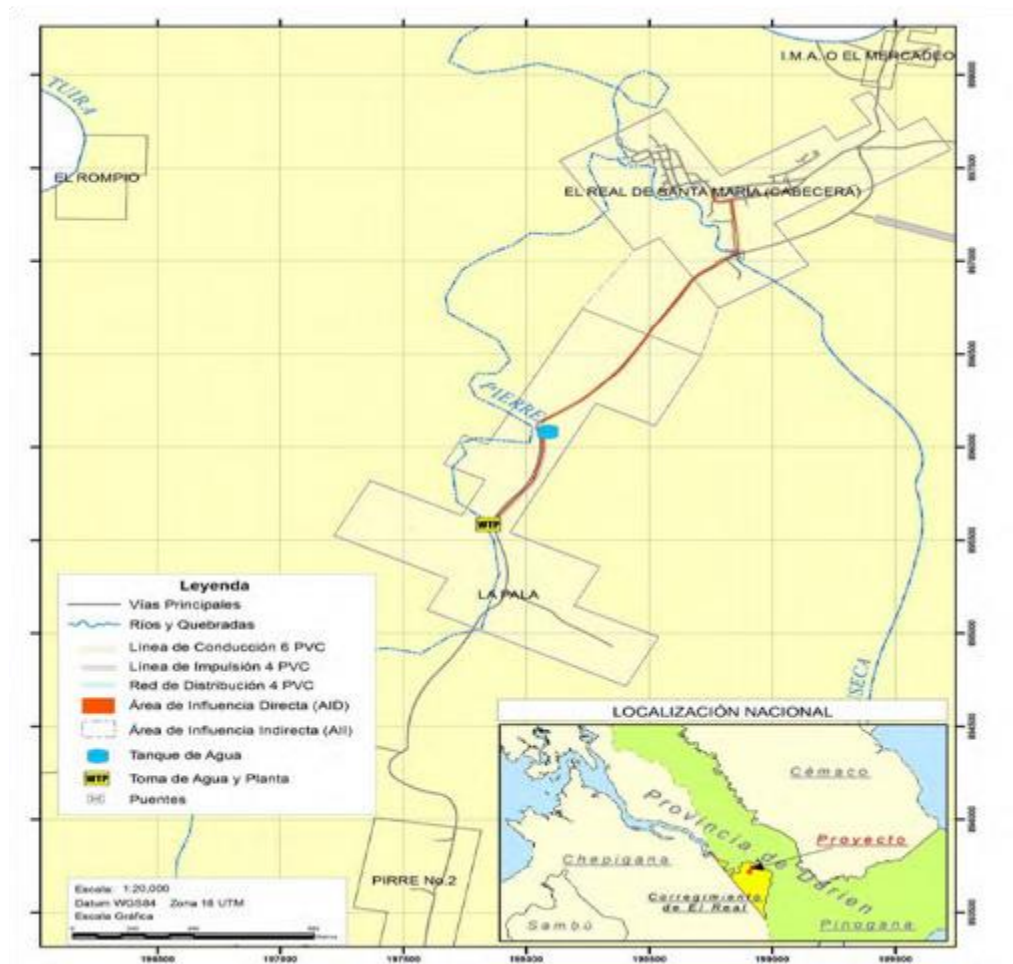 I.M.A. O EL MERCADEO
TUIRA
EL ROMPIO
EL REAL DE SANTA MARIA (CABECERA)
PIERRE
WTP
LA PALA
SECA
PIRRE No.2
Leyenda
Vías Principales
Ríos y Quebradas
Línea de Conducción 6 PVC
Línea de Impulsión 4 PVC
Red de Distribución 4 PVC
Área de Influencia Directa (AID)
Área de Influencia Indirecta (AII)
Tanque de Agua
WTP Toma de Agua y Planta
Puentes
Escala: 1:20,000
Datum WGS84 Zona 18 UTM
Escala Gráfica
LOCALIZACIÓN NACIONAL
Cémaco
Provincia de Darien
Proyecto
Chepigana
Corregimiento
de El Real
Sambú
Pinogana